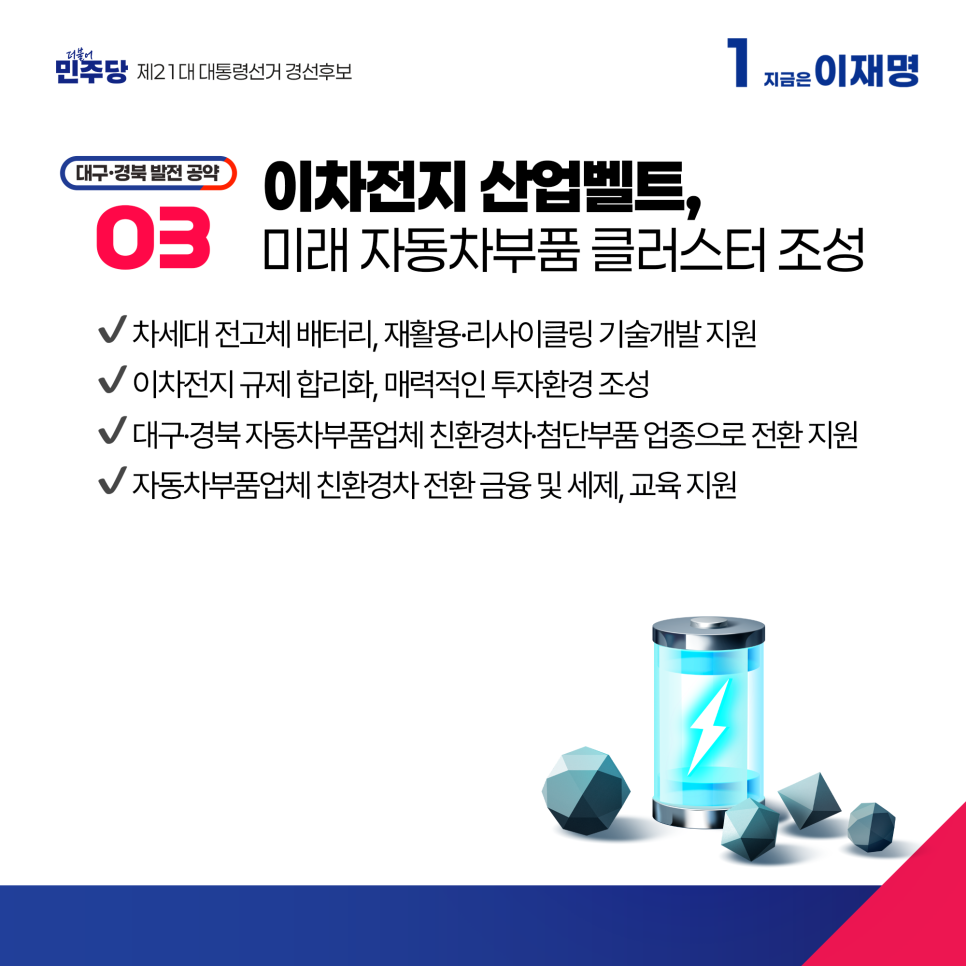 더불어
민주당 제21대 대통령선거 경선후보
1 지금은 이재명
대구·경북 발전 공약
03
이차전지 산업벨트,
미래 자동차부품 클러스터 조성
✔ 차세대 전고체 배터리, 재활용·리사이클링 기술개발 지원
✔ 이차전지 규제 합리화, 매력적인 투자환경 조성
✔ 대구·경북 자동차부품업체 친환경차·첨단부품 업종으로 전환 지원
✔ 자동차부품업체 친환경차 전환 금융 및 세제, 교육 지원